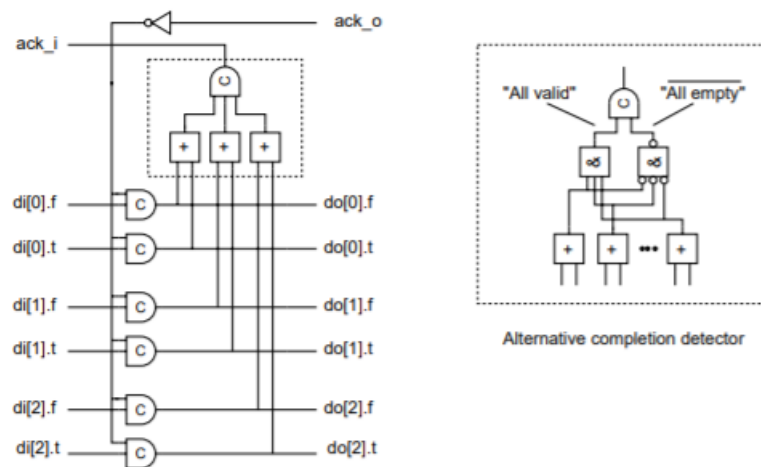 ack_o
ack_i
C
+ + +
"All valid" "All empty"
C
& &
+ + ••• +
di[0].f C do[0].f
di[0].t C do[0].t
di[1].f C do[1].f
di[1].t C do[1].t
di[2].f C do[2].f
di[2].t C do[2].t
Alternative completion detector